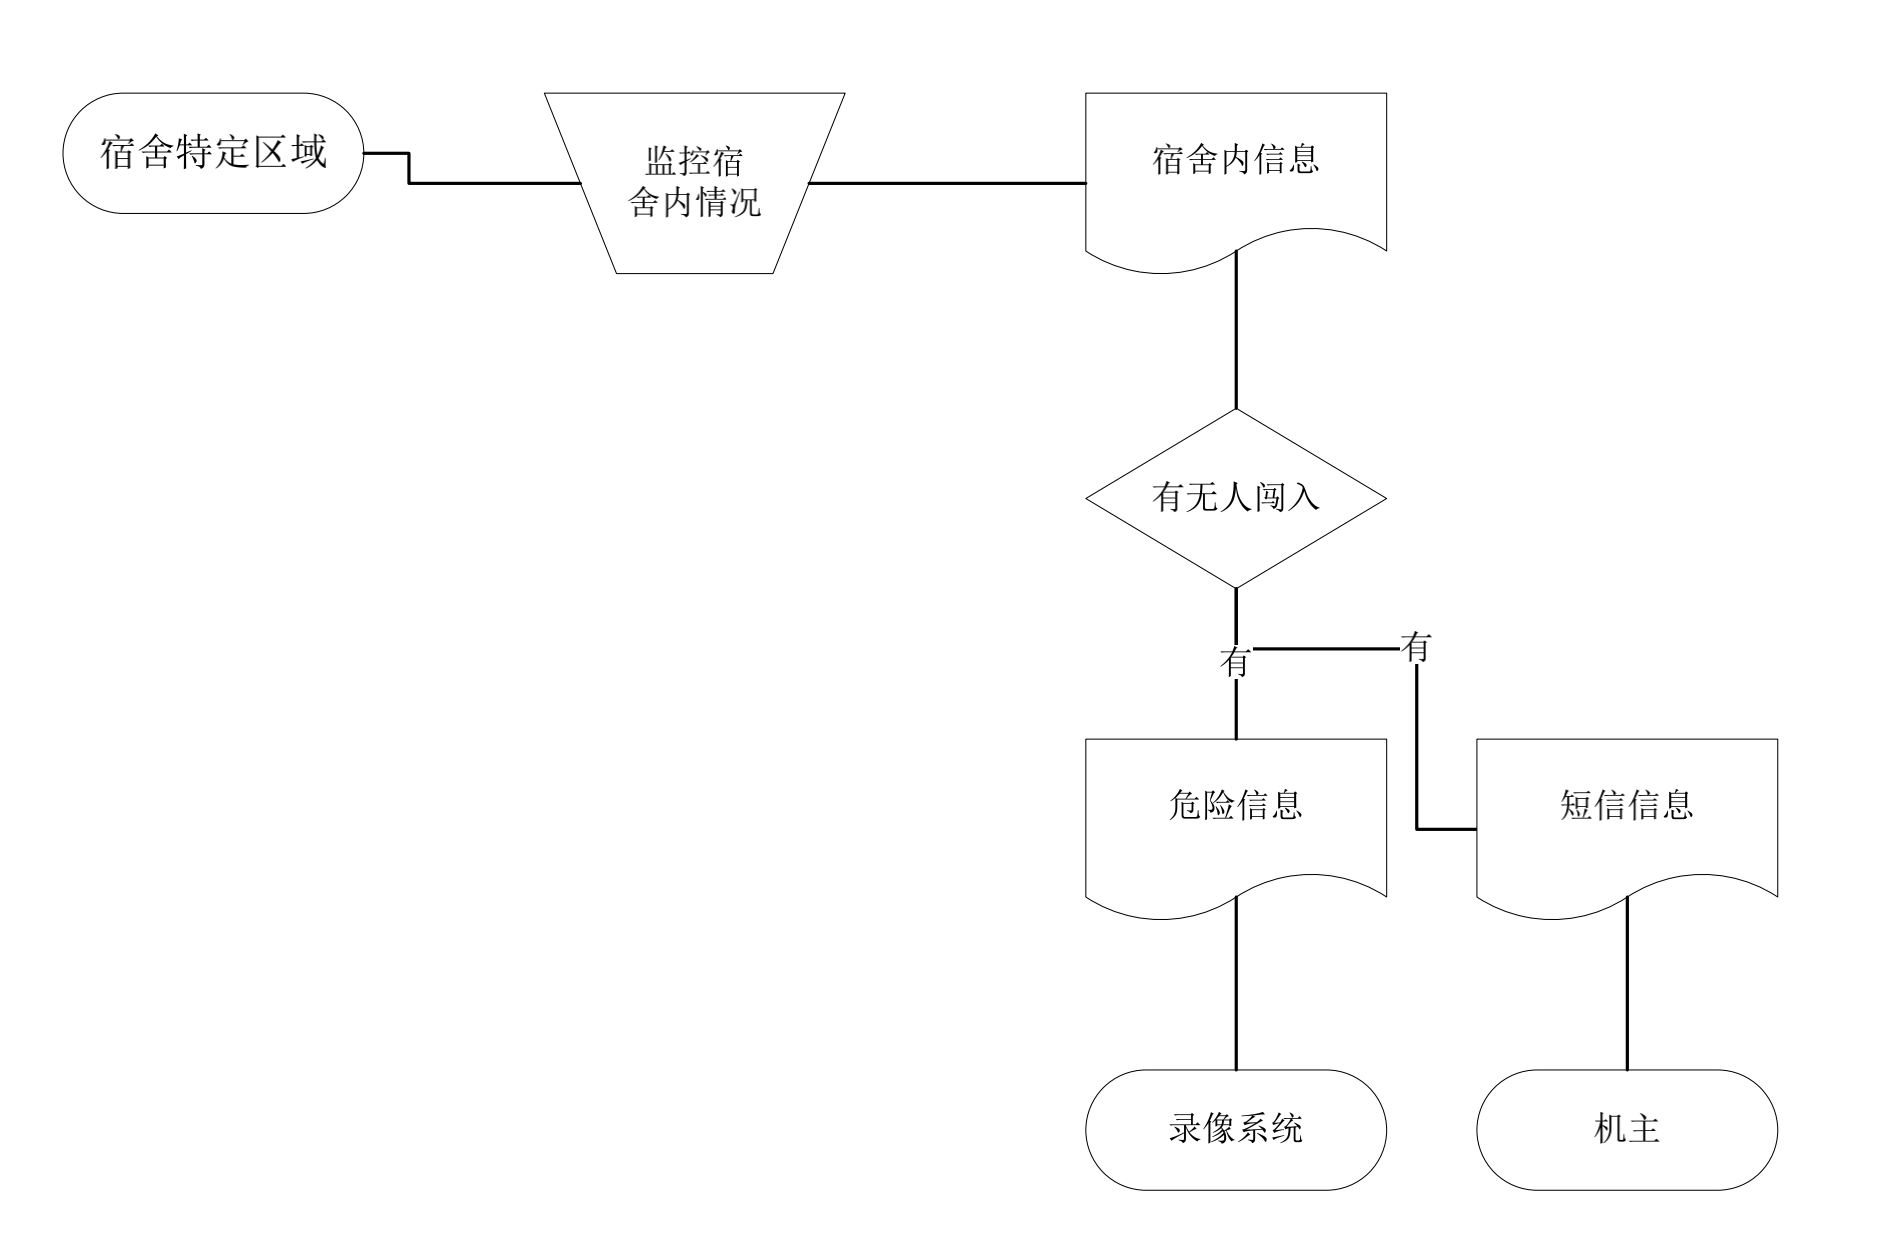 宿舍特定区域
监控宿
舍内情况
宿舍内信息
有无人闯入
有
有
危险信息
短信信息
录像系统
机主